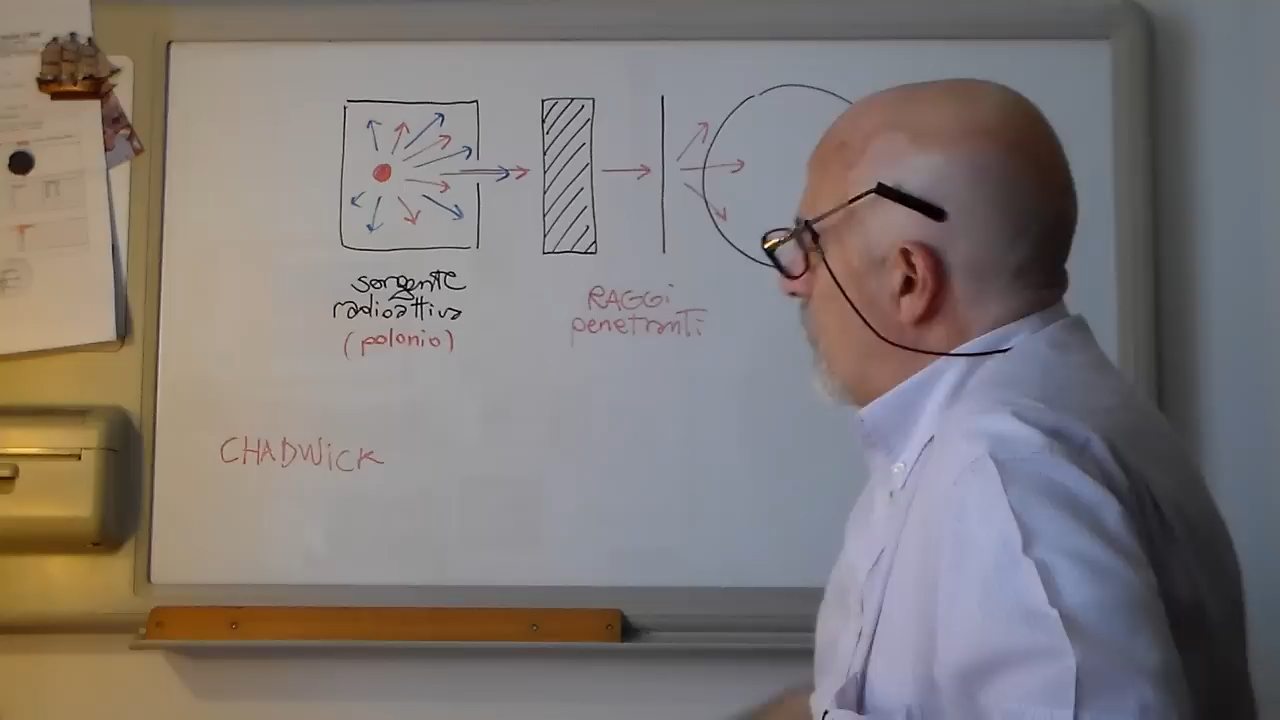 sorgente
radioattiva
(polonio)
RAGGi
penetranti
CHADWiCK